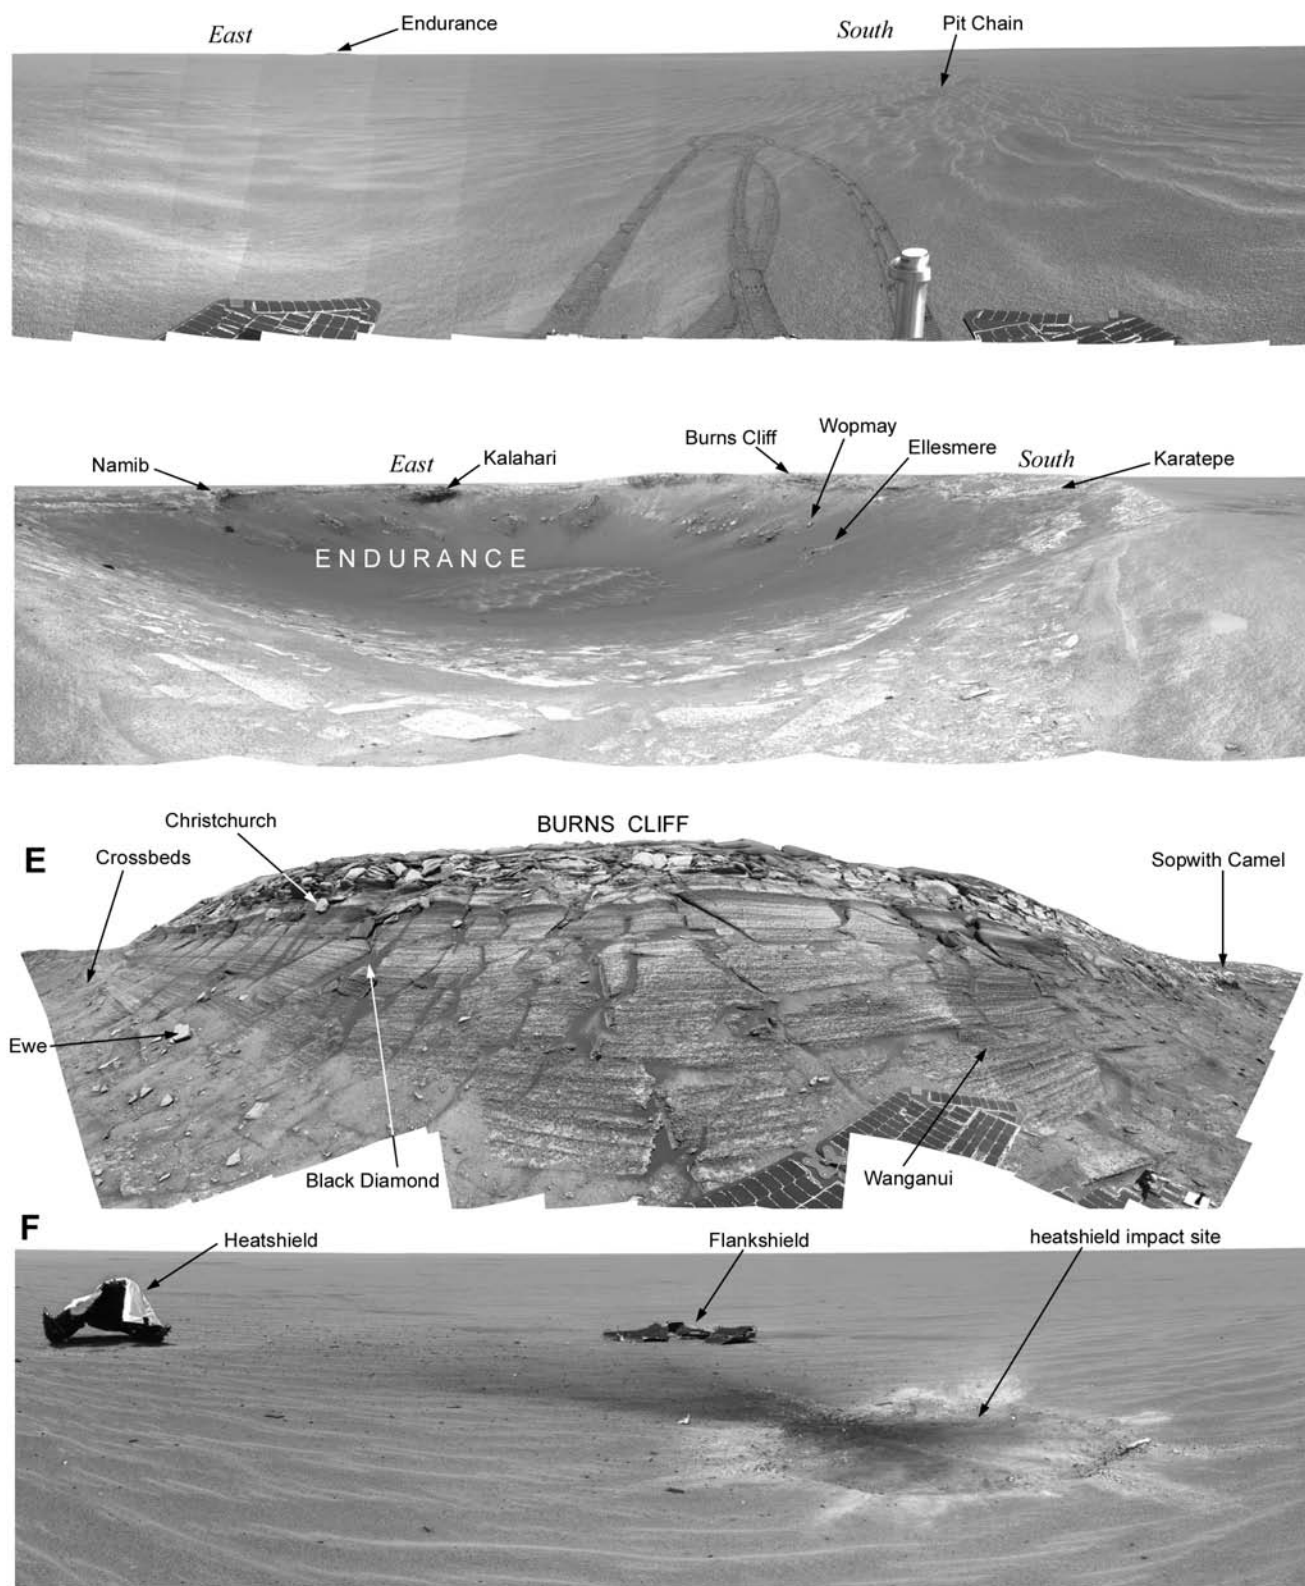 East
Endurance
South
Pit Chain
Namib
East
Kalahari
Burns Cliff
Wopmay
Ellesmere
South
Karatepe
ENDURANCE
E
Crossbeds
Christchurch
BURNS CLIFF
Sopwith Camel
Ewe
Black Diamond
Wanganui
F
Heatshield
Flankshield
heatshield impact site